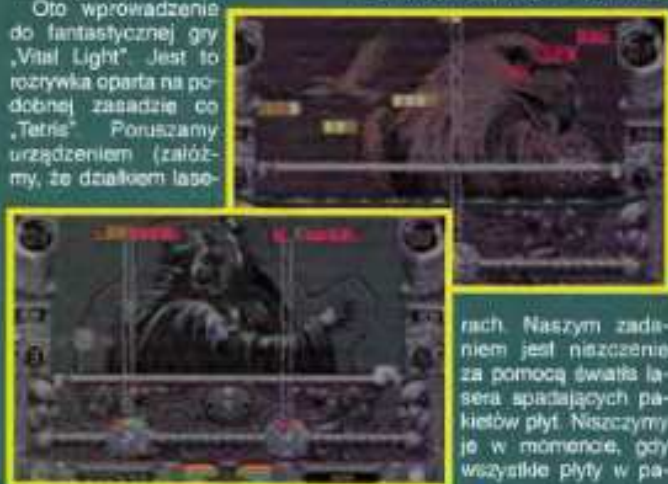 Oto wprowadzenie
do fantastycznej gry
„Vital Light”. Jest to
rozrywka oparta na po-
dobnej zasadzie co
„Tetris”. Poruszamy
urządzeniem (załóż-
my, że działkiem lase-
rach. Naszym zada-
niem jest niszczenie
za pomocą światła la-
sera spadających pa-
kietów płyt. Niszczymy
je w momencie, gdy
wszystkie płyty w pa-